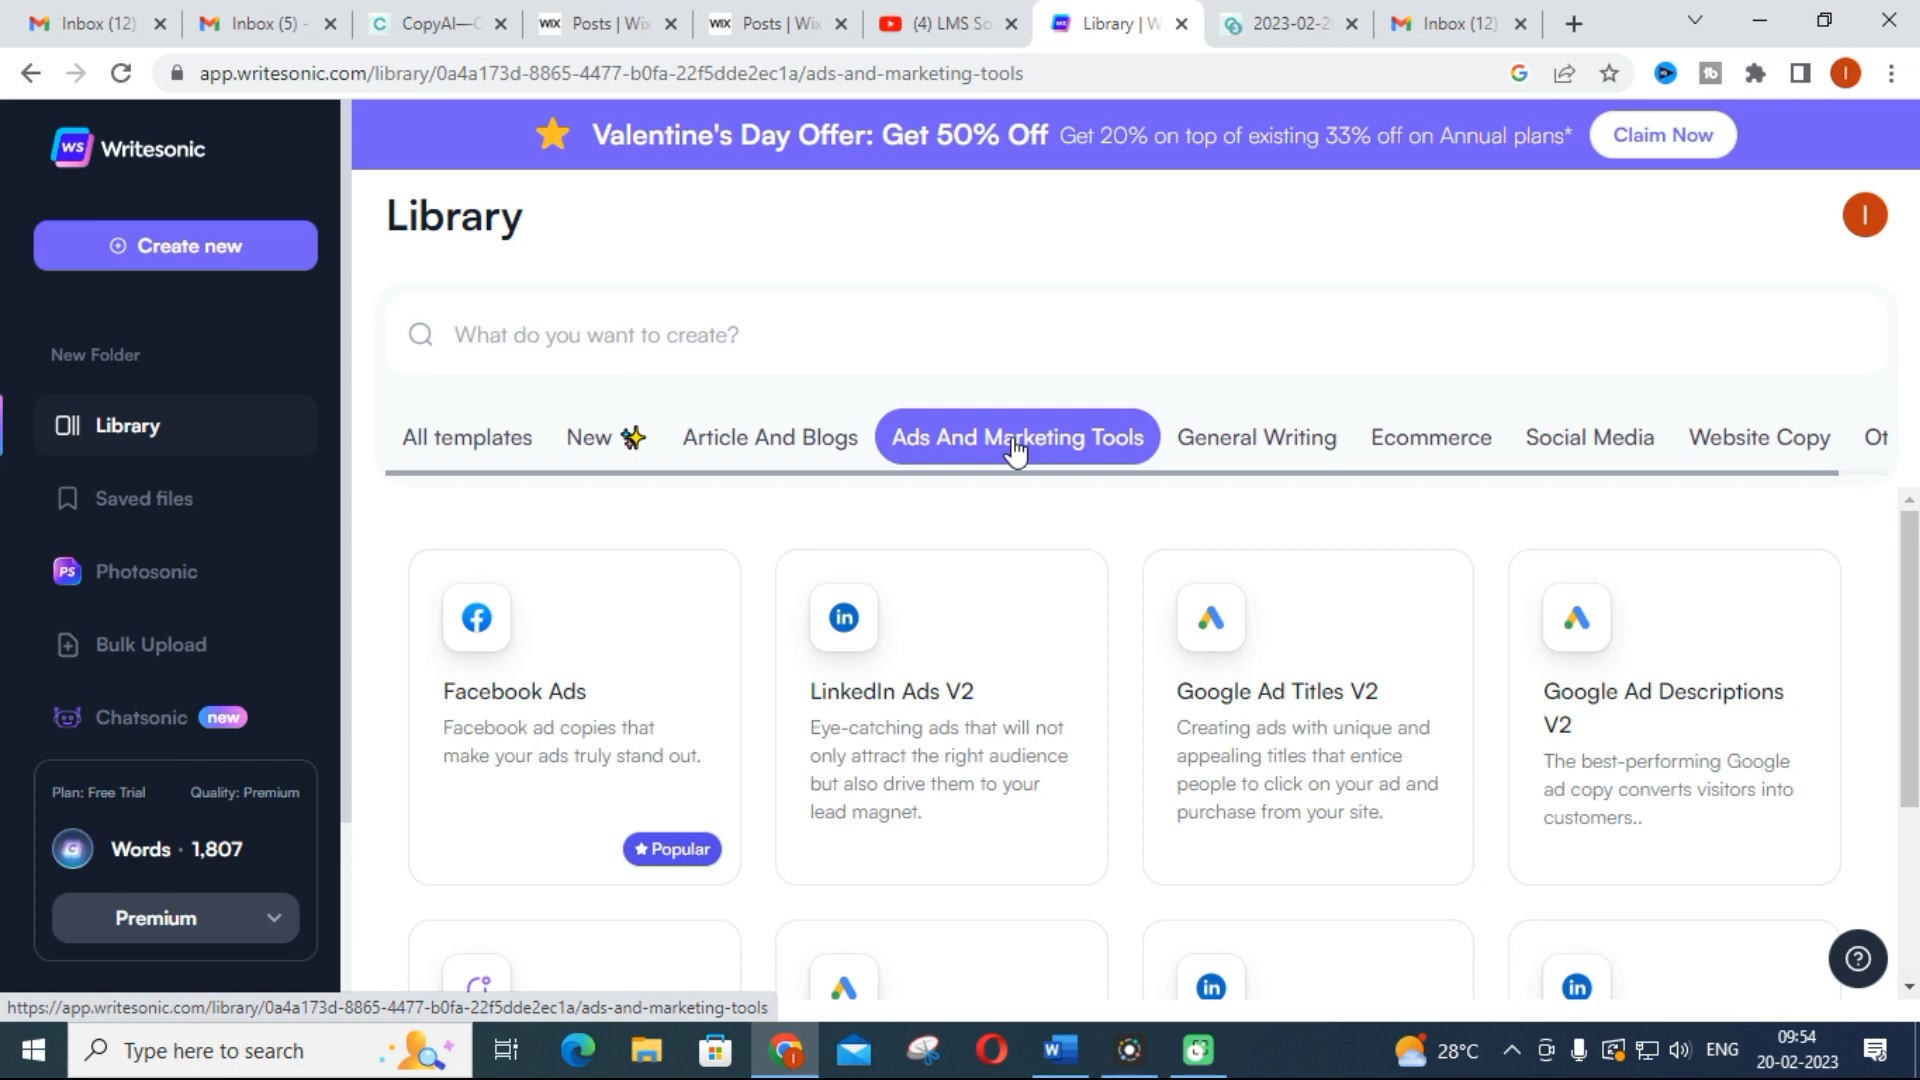 Inbox (12)
Inbox (5) -
CopyAI—C
WIX Posts | Wix
WIX Posts | Wix
(4) LMS So
Library | W
2023-02-2
Inbox (12)
app.writesonic.com/library/0a4a173d-8865-4477-b0fa-22f5dde2ec1a/ads-and-marketing-tools
I
WS Writesonic
Valentine's Day Offer: Get 50% Off Get 20% on top of existing 33% off on Annual plans* Claim Now
Library
I
Create new
What do you want to create?
New Folder
Library
All templates New Article And Blogs Ads And Marketing Tools General Writing Ecommerce Social Media Website Copy Ot
Saved files
PS Photosonic
Bulk Upload
Chatsonic new
Facebook Ads
Facebook ad copies that
make your ads truly stand out.
Popular
LinkedIn Ads V2
Eye-catching ads that will not
only attract the right audience
but also drive them to your
lead magnet.
Google Ad Titles V2
Creating ads with unique and
appealing titles that entice
people to click on your ad and
purchase from your site.
Google Ad Descriptions
V2
The best-performing Google
ad copy converts visitors into
customers..
Plan: Free Trial Quality: Premium
Words · 1,807
Premium
https://app.writesonic.com/library/0a4a173d-8865-4477-b0fa-22f5dde2ec1a/ads-and-marketing-tools
Type here to search
28°C
ENG
09:54
20-02-2023